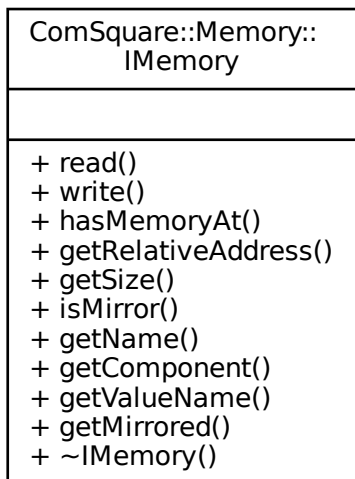 ComSquare::Memory::
IMemory
+ read()
+ write()
+ hasMemoryAt()
+ getRelativeAddress()
+ getSize()
+ isMirror()
+ getName()
+ getComponent()
+ getValueName()
+ getMirrored()
+ ~IMemory()